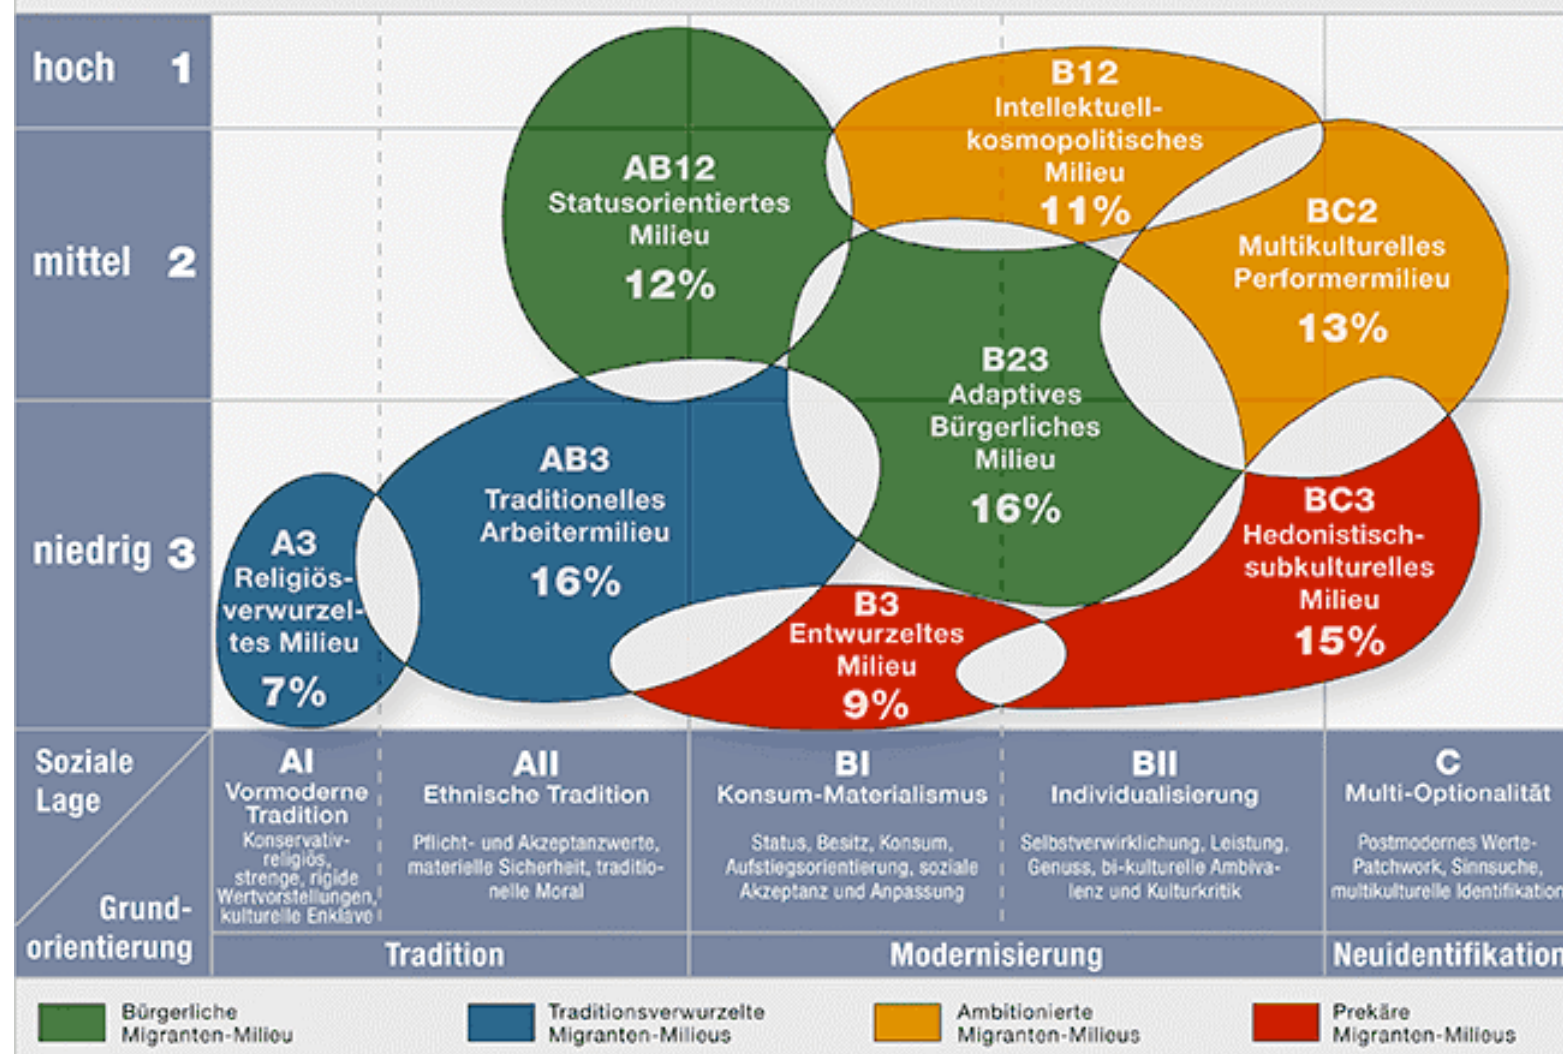 hoch 1
mittel 2
niedrig 3
AB12
Statusorientiertes
Milieu
12%
B12
Intellektuell-
kosmopolitisches
Milieu
11%
BC2
Multikulturelles
Performermilieu
13%
B23
Adaptives
Bürgerliches
Milieu
16%
AB3
Traditionelles
Arbeitermilieu
16%
A3
Religiös-
verwurzel-
tes Milieu
7%
B3
Entwurzeltes
Milieu
9%
BC3
Hedonistisch-
subkulturelles
Milieu
15%
Soziale
Lage
Grund-
orientierung
AI
Vormoderne
Tradition
Konservativ-
religiös,
strenge, rigide
Wertvorstellungen,
kulturelle Enklave
AII
Ethnische Tradition
Pflicht- und Akzeptanzwerte,
materielle Sicherheit, traditio-
nelle Moral
BI
Konsum-Materialismus
Status, Besitz, Konsum,
Aufstiegsorientierung, soziale
Akzeptanz und Anpassung
BII
Individualisierung
Selbstverwirklichung, Leistung,
Genuss, bi-kulturelle Ambiva-
lenz und Kulturkritik
C
Multi-Optionalität
Postmodernes Werte-
Patchwork, Sinnsuche,
multikulturelle Identifikation
Tradition
Modernisierung
Neuidentifikation
Bürgerliche
Migranten-Milieu
Traditionsverwurzelte
Migranten-Milieus
Ambitionierte
Migranten-Milieus
Prekäre
Migranten-Milieus